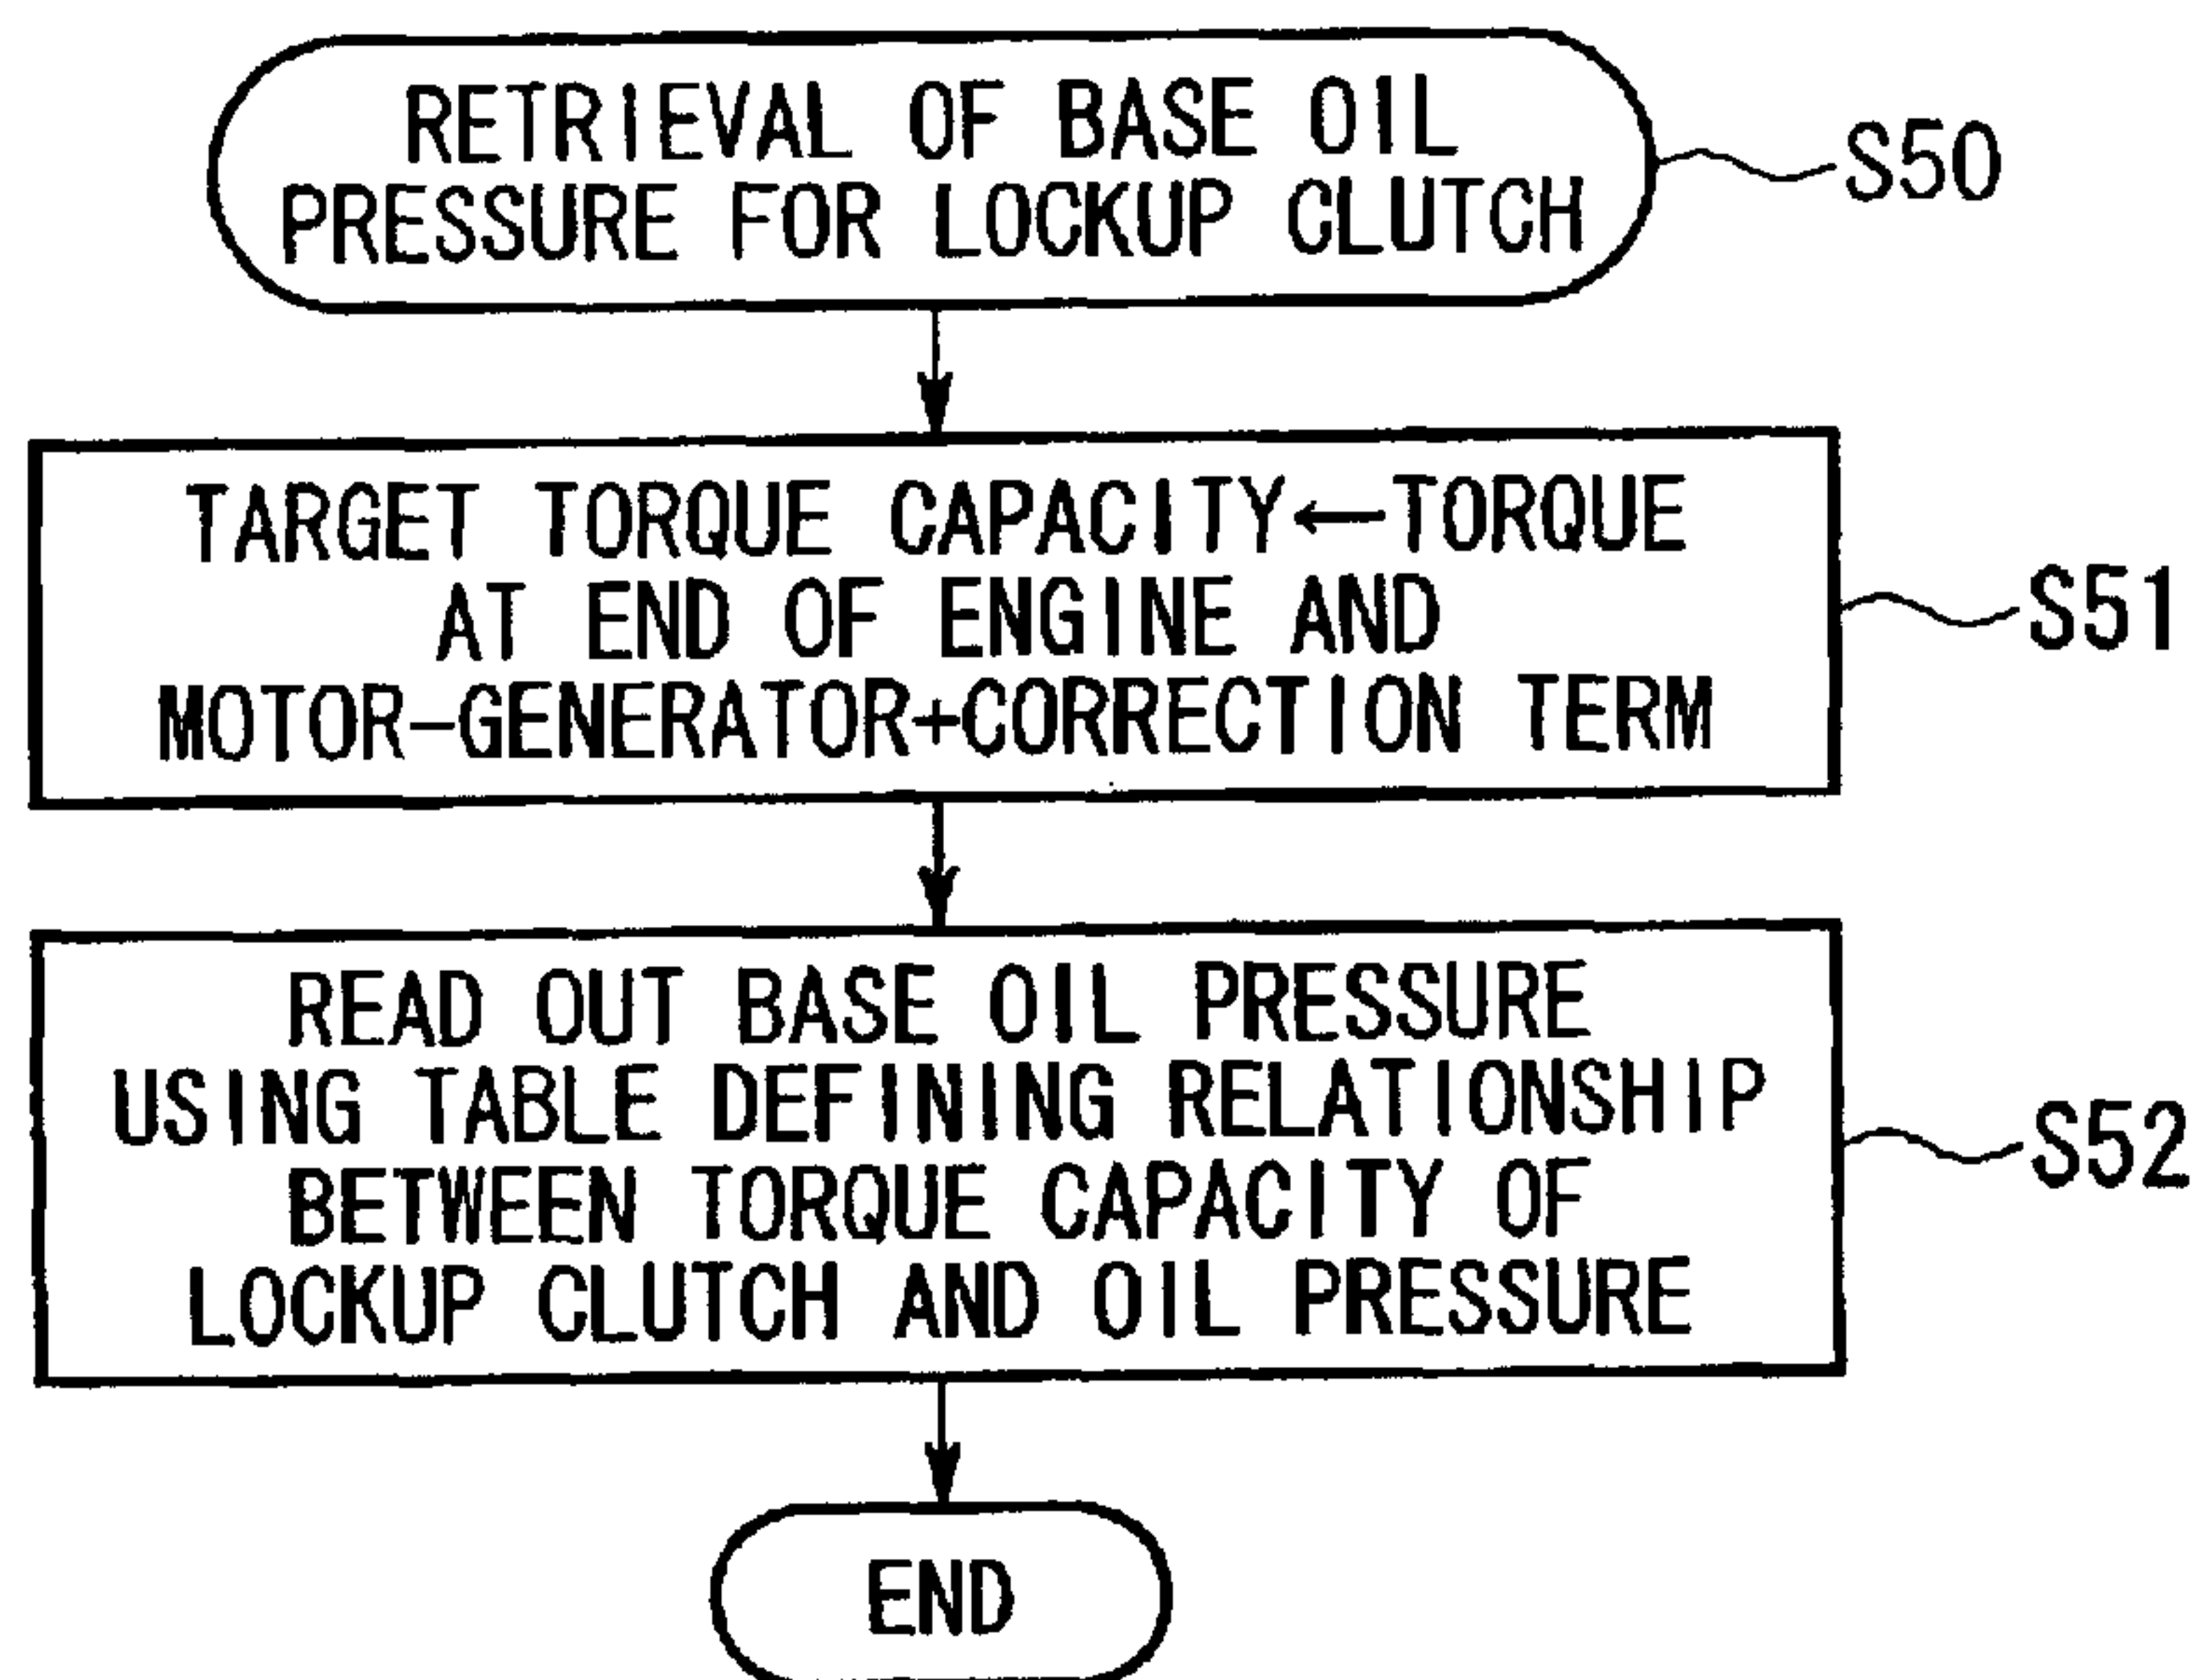 RETRIEVAL OF BASE OIL
PRESSURE FOR LOCKUP CLUTCH
S50
TARGET TORQUE CAPACITY←TORQUE
AT END OF ENGINE AND
MOTOR-GENERATOR+CORRECTION TERM
S51
READ OUT BASE OIL PRESSURE
USING TABLE DEFINING RELATIONSHIP
BETWEEN TORQUE CAPACITY OF
LOCKUP CLUTCH AND OIL PRESSURE
S52
END